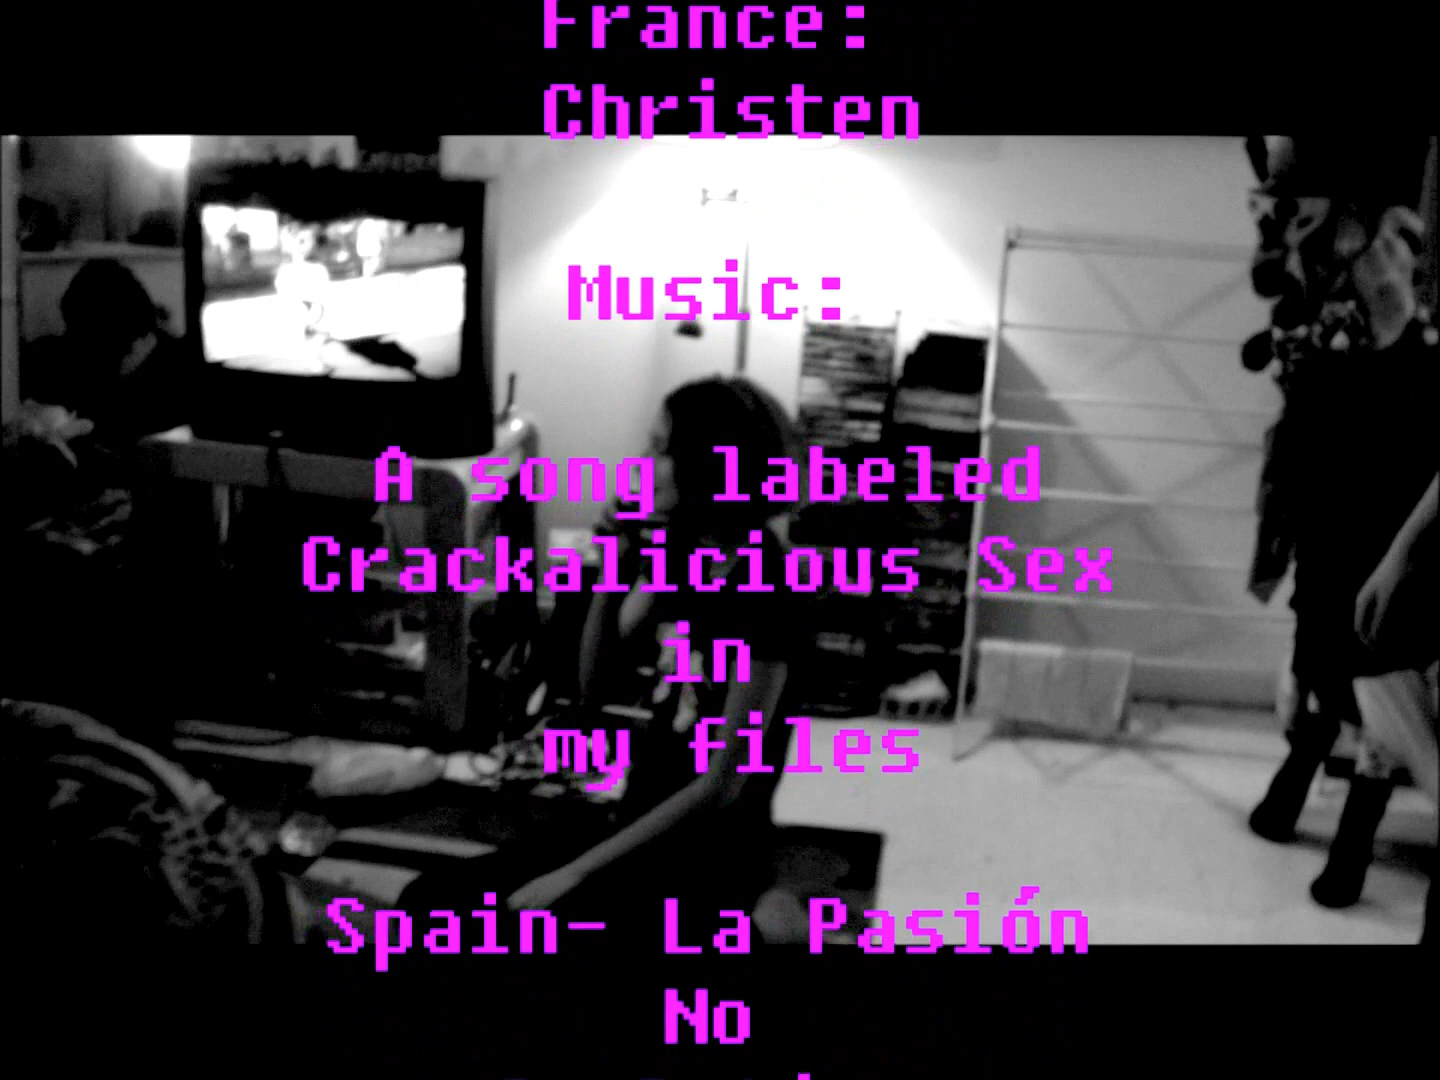 France:
Christen
Music:
A song labeled
Crackalicious Sex
in
my files
Spain- La Pasión
No